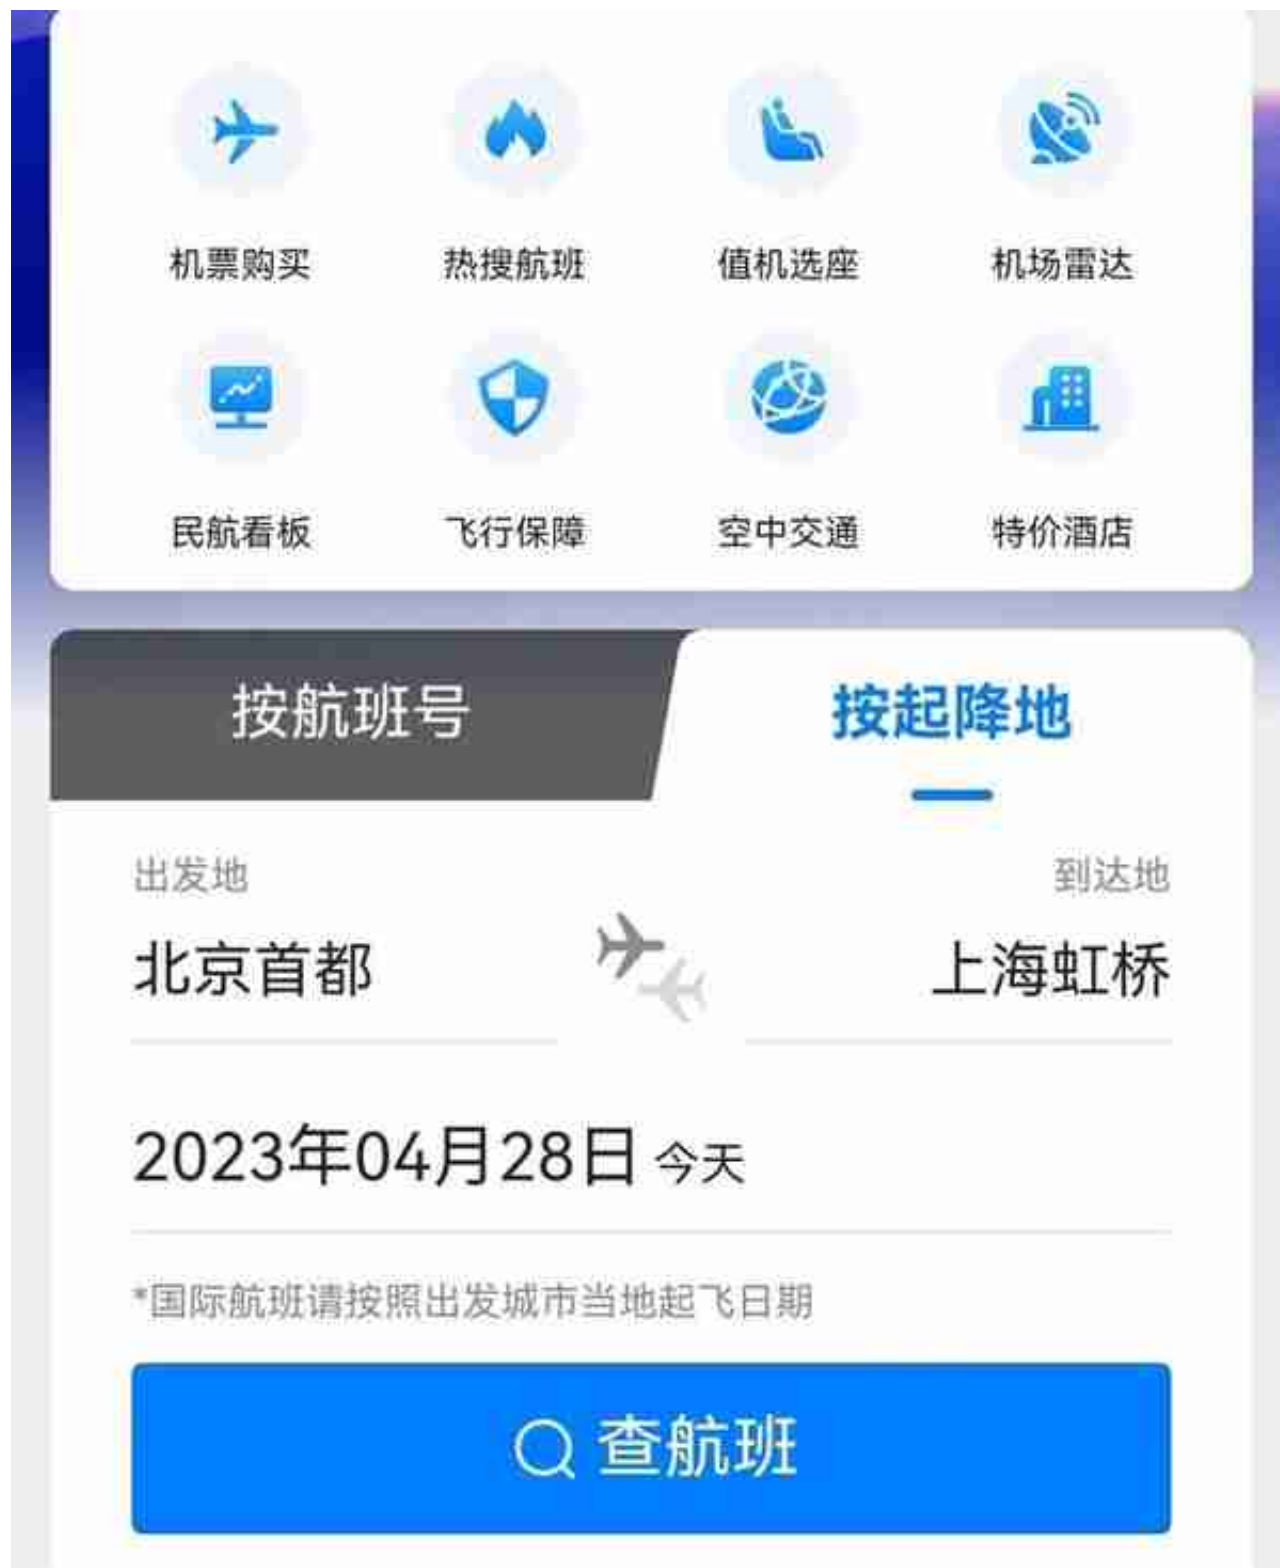 机票购买 热搜航班 值机选座 机场雷达
民航看板 飞行保障 空中交通 特价酒店
按航班号 按起降地
出发地 到达地
北京首都 上海虹桥
2023年04月28日 今天
*国际航班请按照出发城市当地起飞日期
查航班